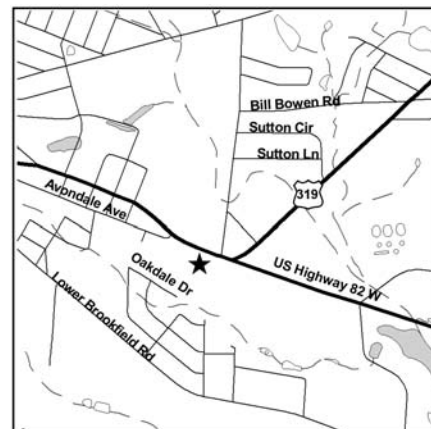 Bill Bowen Rd
Sutton Cir
Sutton Ln
319
Avondale Ave
Oakdale Dr
US Highway 82 W
Lower Brookfield Rd